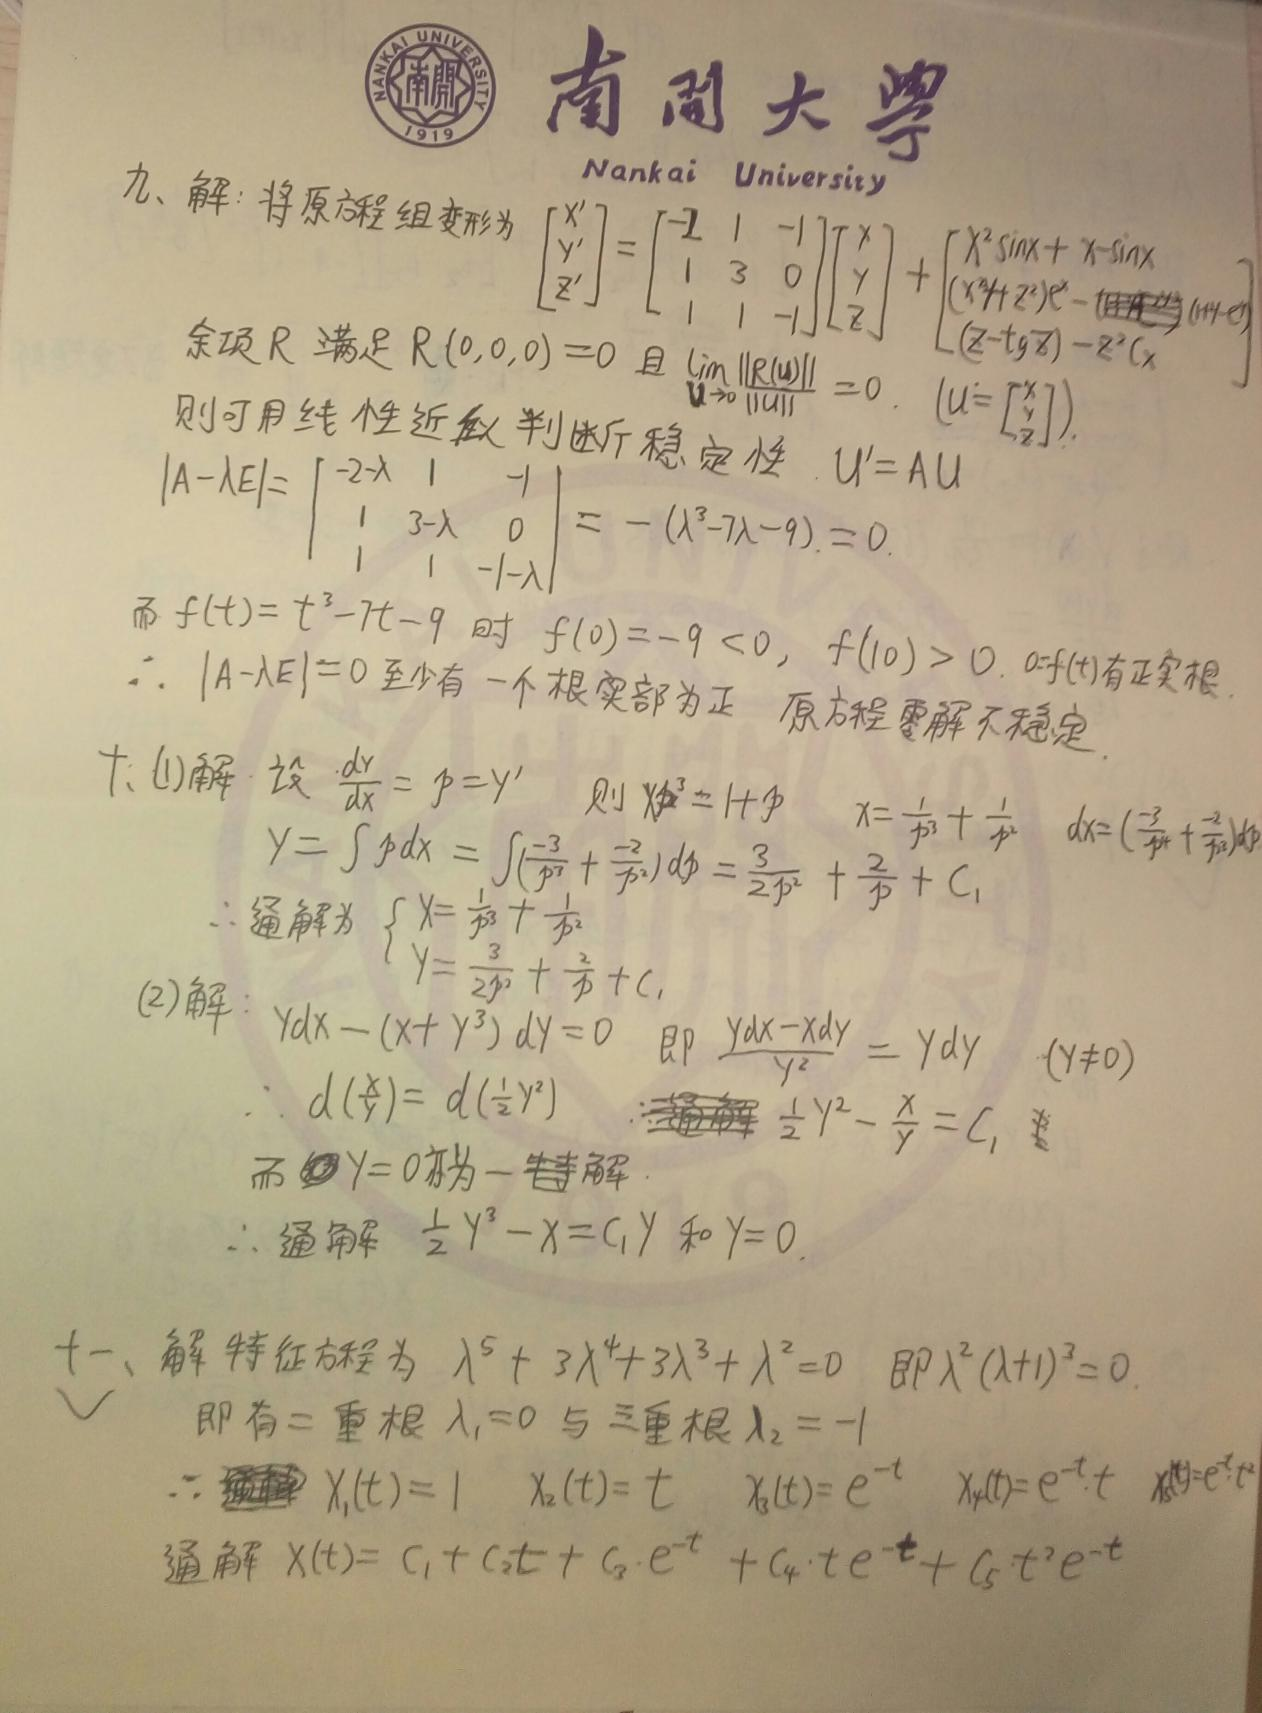 NANKAI UNIVERSITY
南開
1919
南開大學
Nankai University
九、解: 将原方程组变形为 [x' y' z'] = [-2 1 -1; 1 3 0; 1 1 -1] [x y z] + [x²sinx + x-sinx;
余项R 满足 R(0,0,0)=0 且 lim u→0 ||R(u)||/||u|| = 0. (u=[x y z]).
则可用线性近似判断稳定性. U'=AU
|A-λE|= |-2-λ 1 -1; 1 3-λ 0; 1 1 -1-λ| = -(λ³-7λ-9).=0.
而 f(t)=t³-7t-9 时 f(0)=-9<0, f(10)>0. 0=f(t)有正实根.
∴ |A-λE|=0 至少有一个根实部为正 原方程零解不稳定.
十、(1)解 设 dy/dx = p = y' 则 xp³=1+p x=1/p³+1/p² dx=(-3/p⁴+-2/p³)dp
y=∫pdx=∫(-3/p³+-2/p²)dp=3/2p²+2/p+C₁
∴通解为 { x=1/p³+1/p²
y=3/2p²+2/p+C₁
(2)解: ydx-(x+y³)dy=0 即 (ydx-xdy)/y²=ydy (y≠0)
∴ d(x/y)=d(½y²) ½y²-x/y=C₁
而 y=0亦为一特解.
∴通解 ½y³-x=C₁y 和 y=0.
十一、解 特征方程为 λ⁵+3λ⁴+3λ³+λ²=0 即λ²(λ+1)³=0.
即有二重根 λ₁=0 与三重根 λ₂=-1
∴ x₁(t)=1 x₂(t)=t x₃(t)=e^-t x₄(t)=e^-t·t x₅(t)=e^-t·t²
通解 x(t)=C₁+C₂t+C₃·e^-t+C₄·te^-t+C₅·t²e^-t